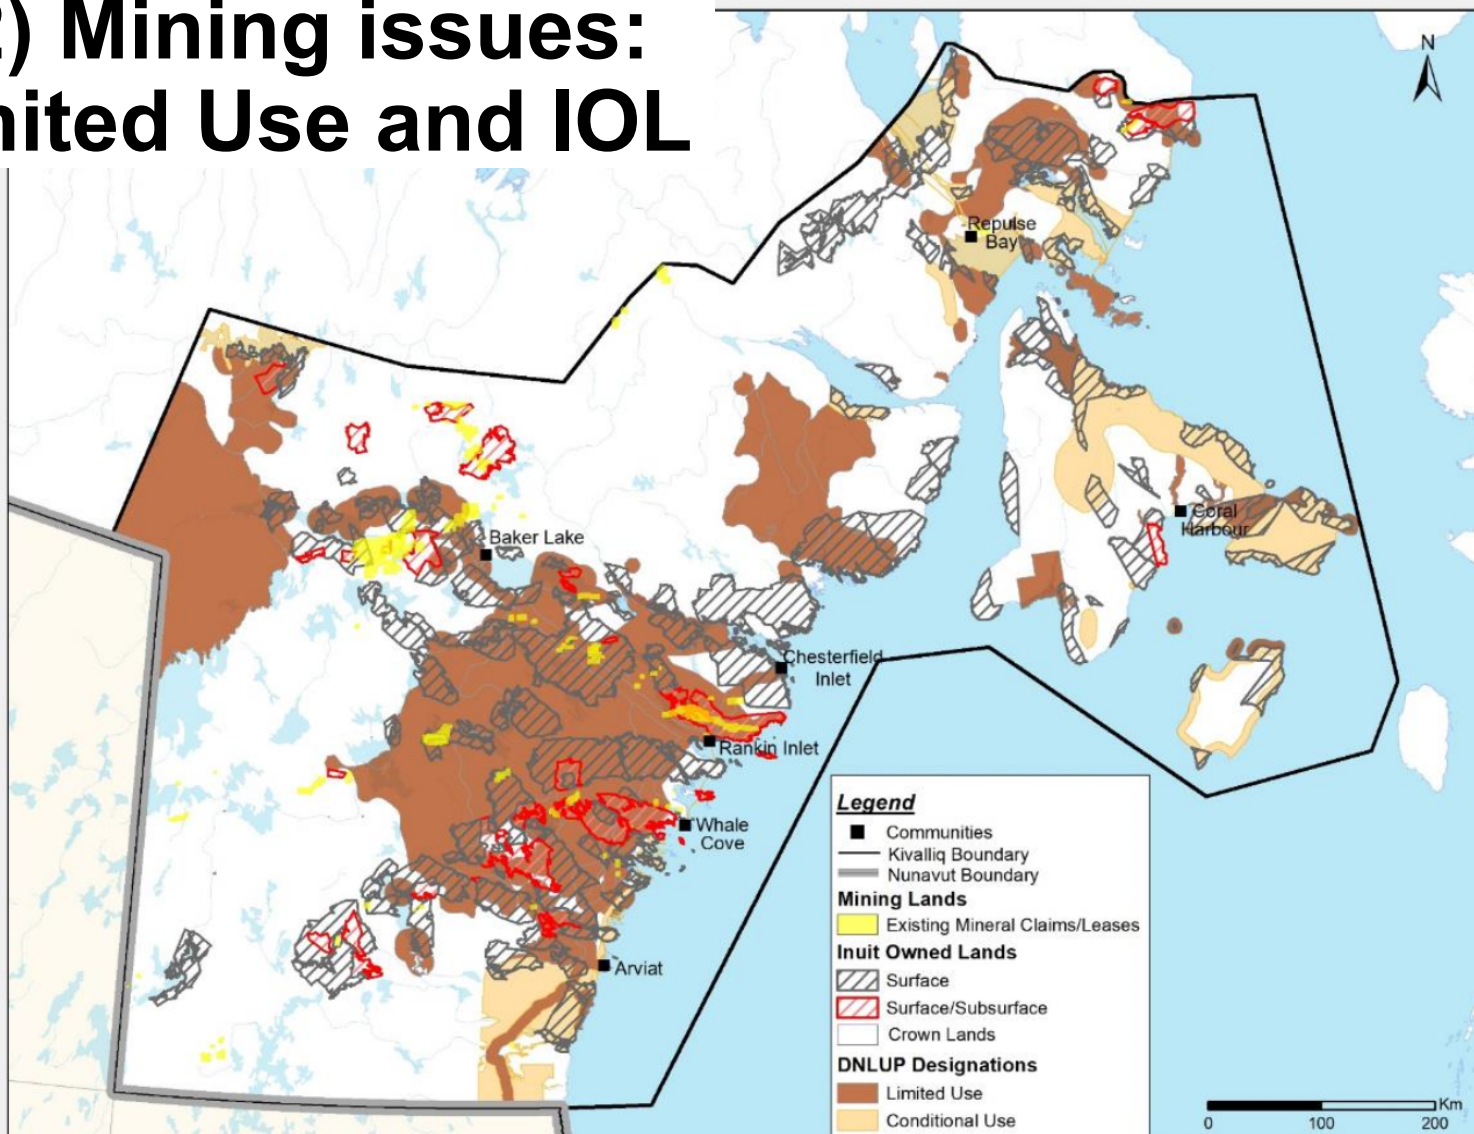 2) Mining issues:
nited Use and IOL
N
Repulse
Bay
Coral
Harbour
Baker Lake
Chesterfield
Inlet
Rankin Inlet
Whale
Cove
Arviat
Legend
Communities
Kivalliq Boundary
Nunavut Boundary
Mining Lands
Existing Mineral Claims/Leases
Inuit Owned Lands
Surface
Surface/Subsurface
Crown Lands
DNLUP Designations
Limited Use
Conditional Use
Km
0 100 200